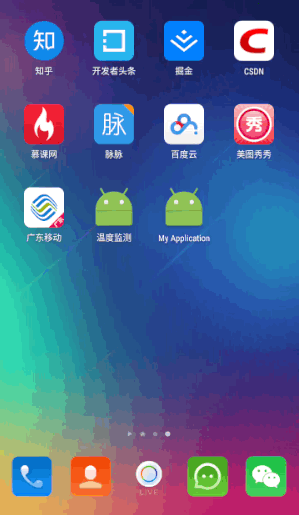 知
知乎
开发者头条
掘金
CSDN
慕课网
脉
脉脉
百度云
秀
美图秀秀
广东移动
温度监测
My Application
LIVE